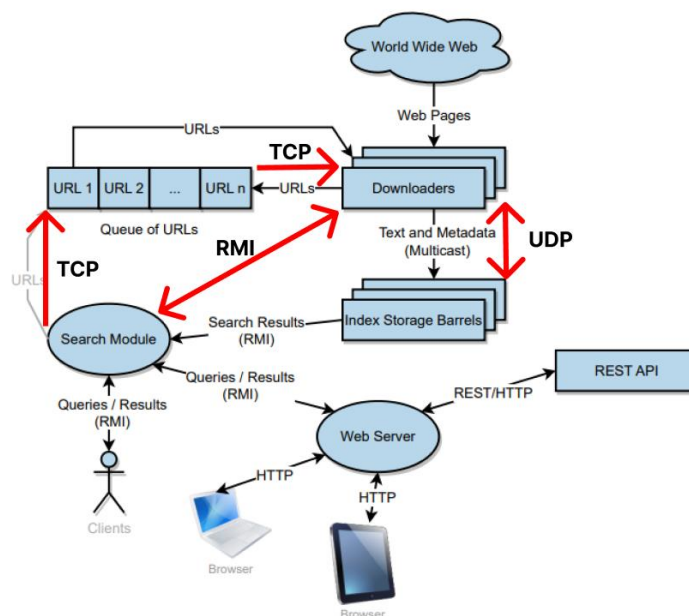 World Wide Web
Web Pages
URLs
TCP
URL 1
URL 2
...
URL n
URLs
Downloaders
Queue of URLs
Text and Metadata
(Multicast)
UDP
RMI
TCP
URLs
Search Results
(RMI)
Index Storage Barrels
Search Module
Queries / Results
(RMI)
REST API
REST/HTTP
Queries / Results
(RMI)
Web Server
HTTP
HTTP
Clients
Browser
Browser